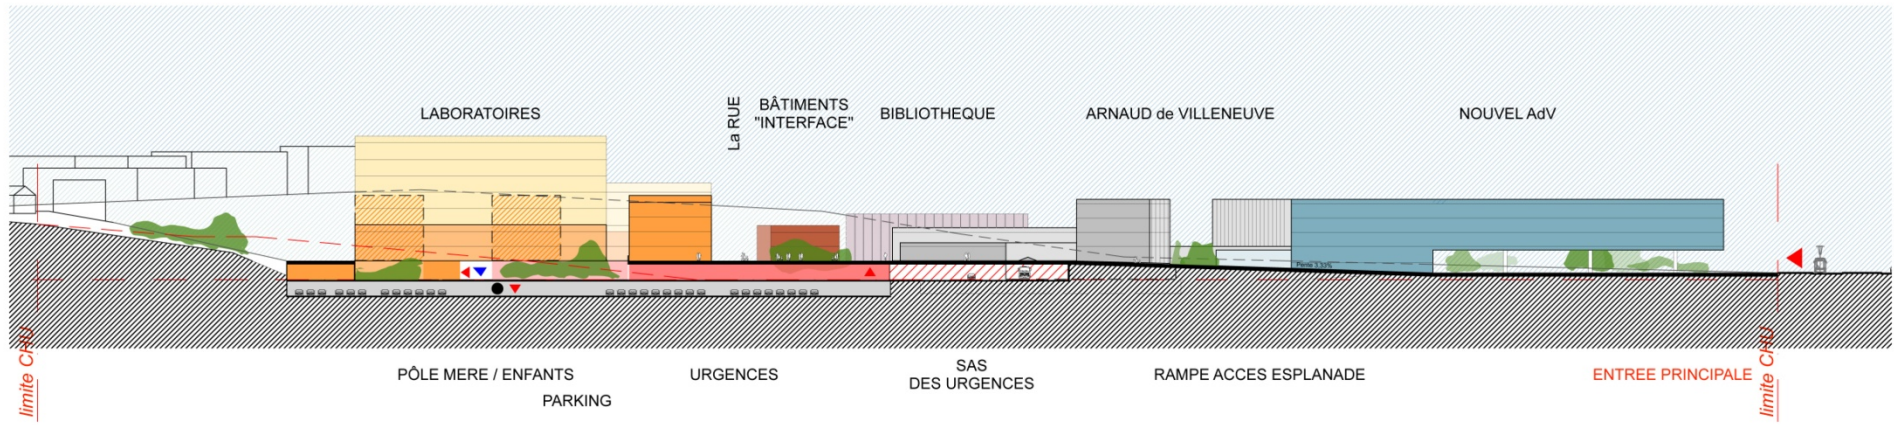 LABORATOIRES
La RUE
BÂTIMENTS
"INTERFACE"
BIBLIOTHEQUE
ARNAUD de VILLENEUVE
NOUVEL AdV
limite CHU
PÔLE MERE / ENFANTS
PARKING
URGENCES
SAS
DES URGENCES
RAMPE ACCES ESPLANADE
ENTREE PRINCIPALE
limite CHU